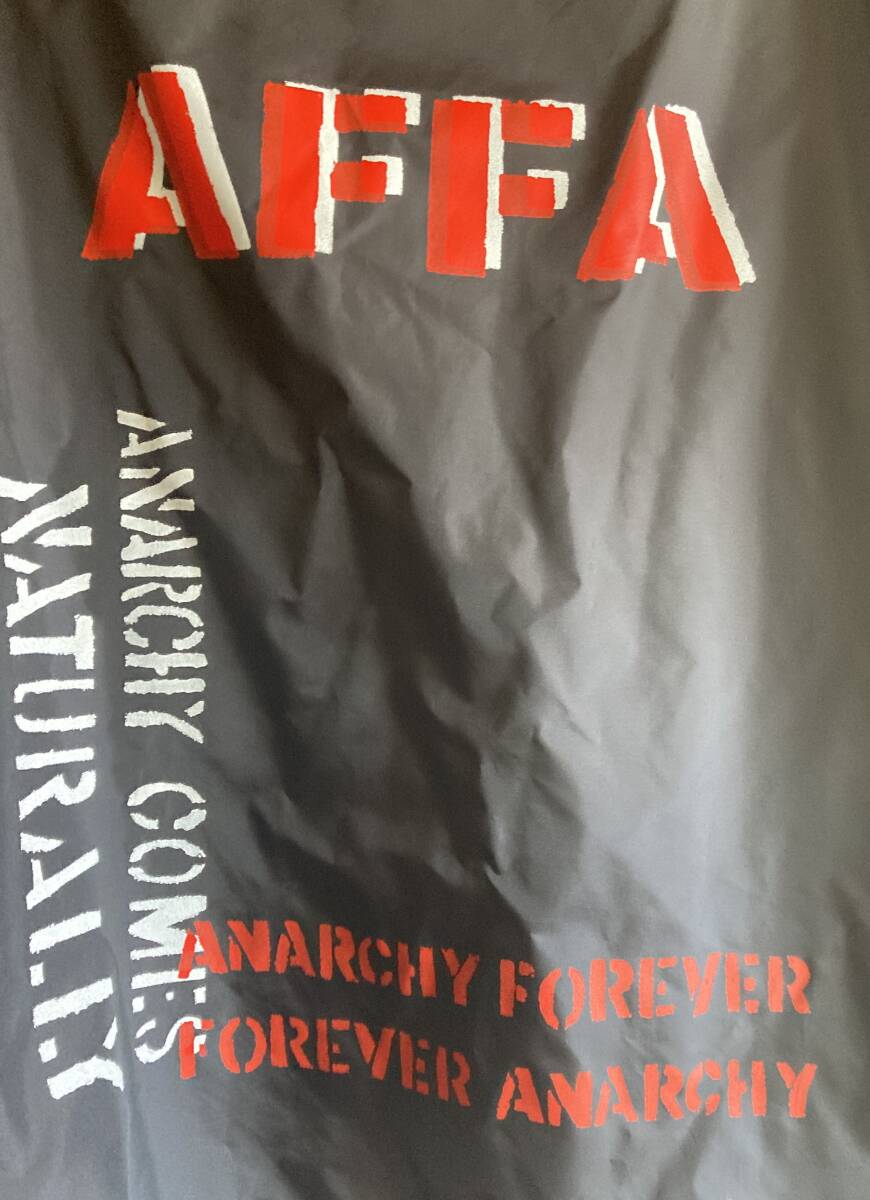 AFFA
ANARCHY COMES
NATURALLY
ANARCHY FOREVER
FOREVER ANARCHY